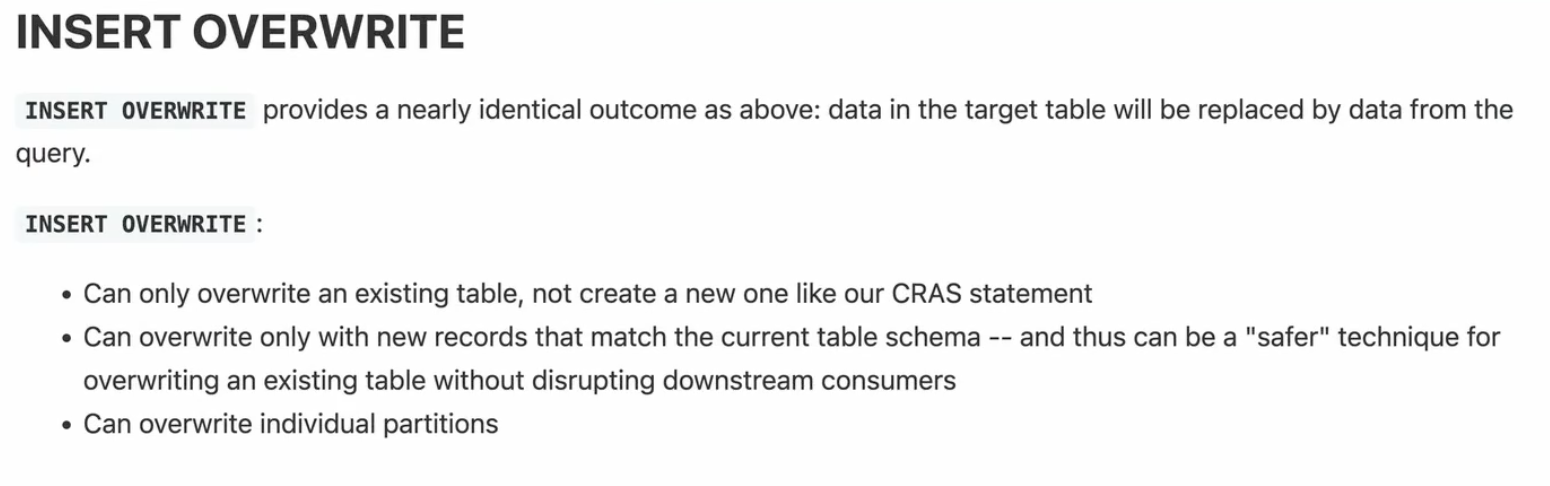 INSERT OVERWRITE
INSERT OVERWRITE provides a nearly identical outcome as above: data in the target table will be replaced by data from the
query.
INSERT OVERWRITE :
• Can only overwrite an existing table, not create a new one like our CRAS statement
• Can overwrite only with new records that match the current table schema -- and thus can be a "safer" technique for
overwriting an existing table without disrupting downstream consumers
• Can overwrite individual partitions